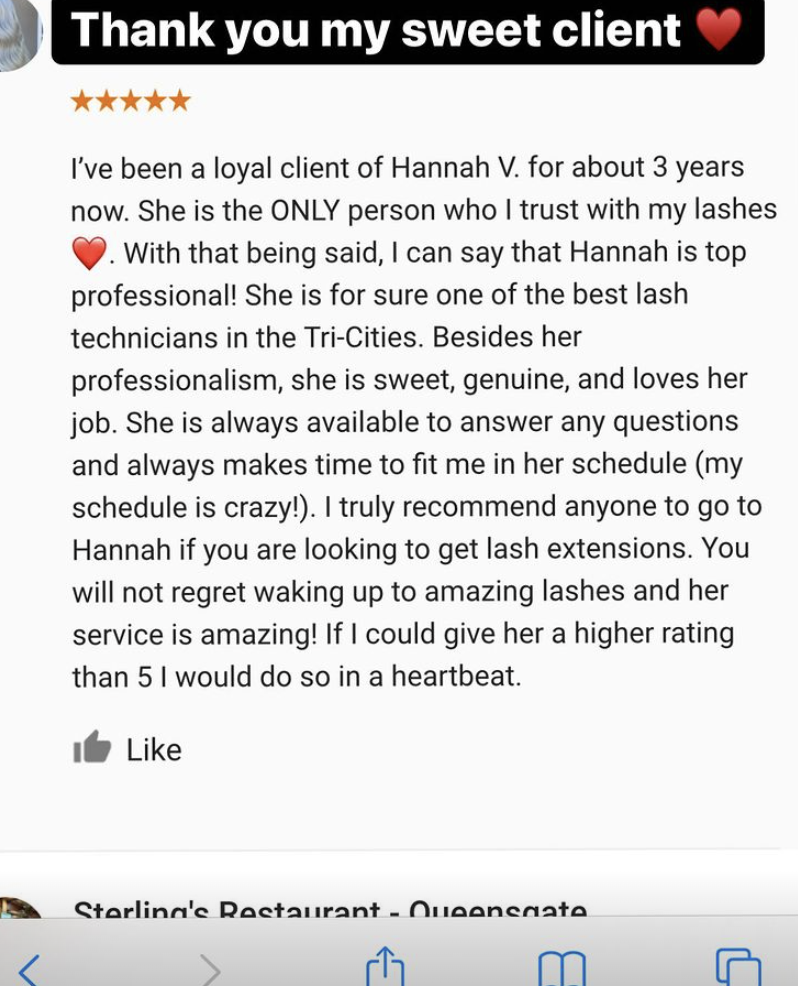 Thank you my sweet client ❤️
★★★★★
I've been a loyal client of Hannah V. for about 3 years
now. She is the ONLY person who I trust with my lashes
❤️. With that being said, I can say that Hannah is top
professional! She is for sure one of the best lash
technicians in the Tri-Cities. Besides her
professionalism, she is sweet, genuine, and loves her
job. She is always available to answer any questions
and always makes time to fit me in her schedule (my
schedule is crazy!). I truly recommend anyone to go to
Hannah if you are looking to get lash extensions. You
will not regret waking up to amazing lashes and her
service is amazing! If I could give her a higher rating
than 5 I would do so in a heartbeat.
Like
Sterling's Restaurant - Queensgate